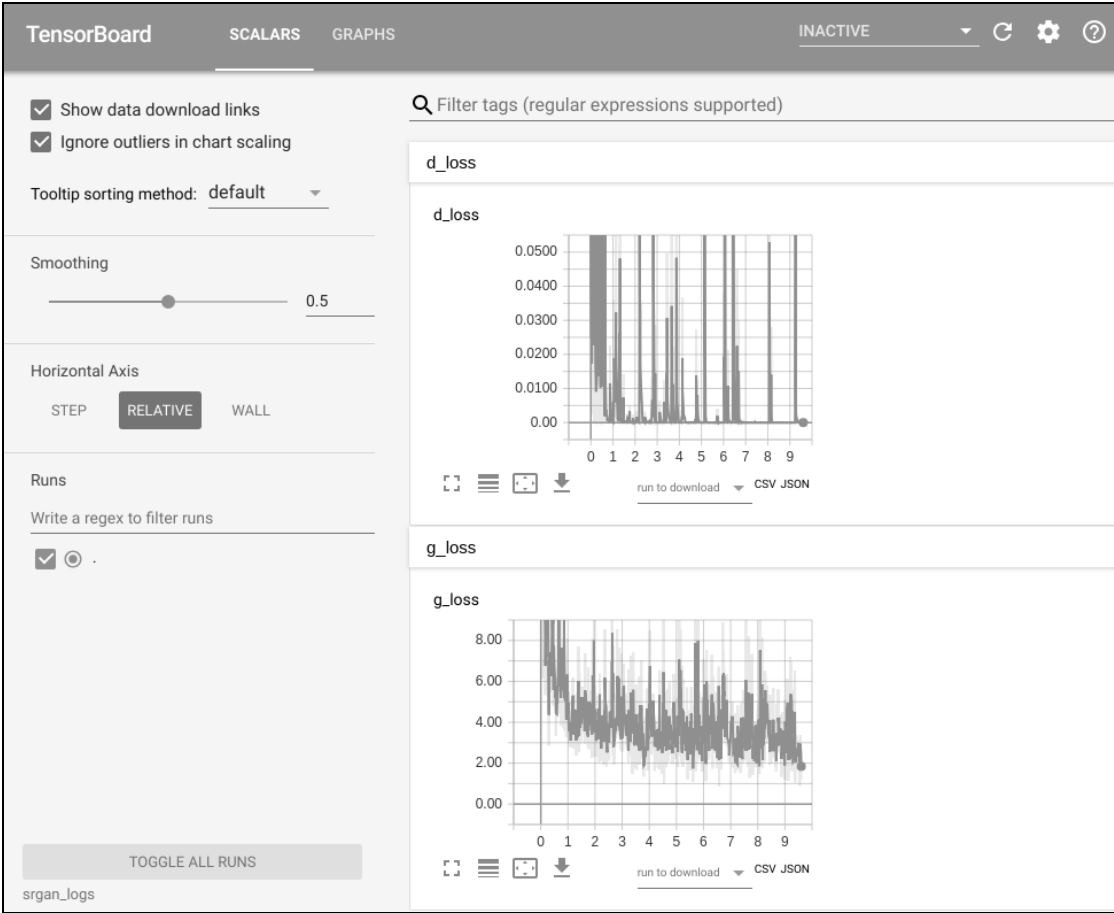 TensorBoard SCALARS GRAPHS INACTIVE
Show data download links
Ignore outliers in chart scaling
Tooltip sorting method: default
Smoothing
0.5
Horizontal Axis
STEP RELATIVE WALL
Runs
Write a regex to filter runs
.
TOGGLE ALL RUNS
srgan_logs
Filter tags (regular expressions supported)
d_loss
d_loss
0.0500
0.0400
0.0300
0.0200
0.0100
0.00
0 1 2 3 4 5 6 7 8 9
run to download CSV JSON
g_loss
g_loss
8.00
6.00
4.00
2.00
0.00
0 1 2 3 4 5 6 7 8 9
run to download CSV JSON